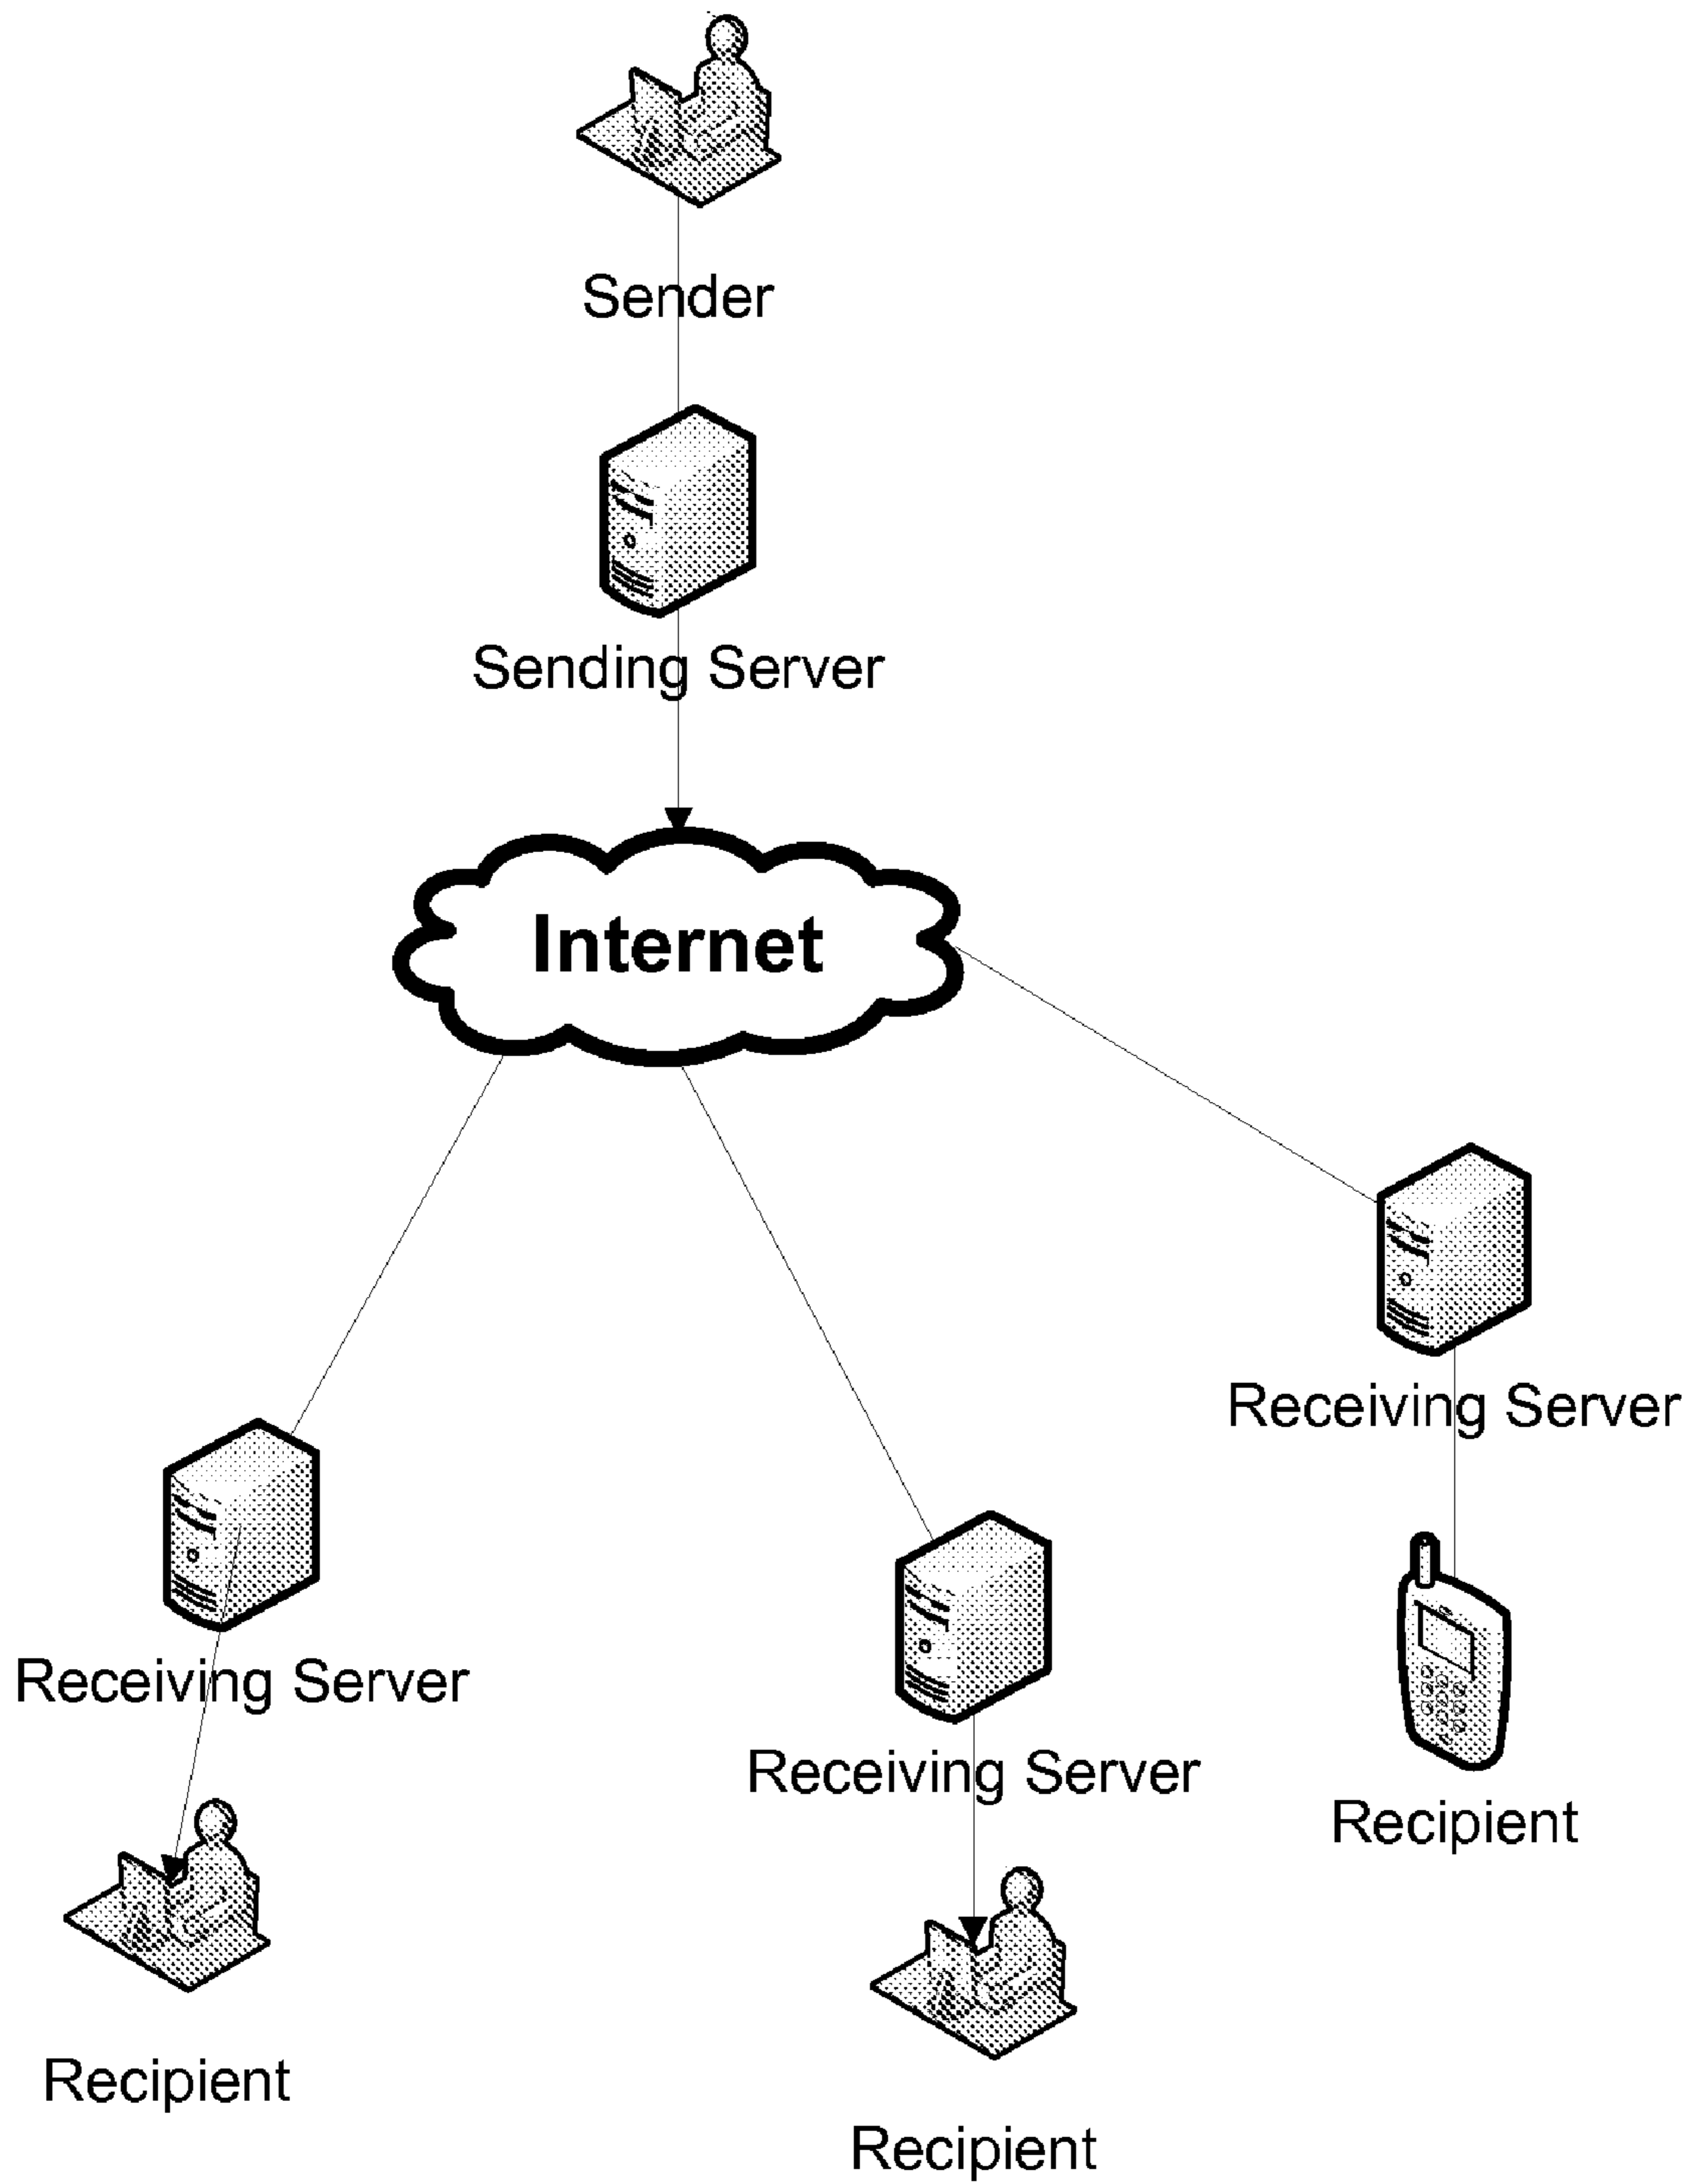 Sender
Sending Server
Internet
Receiving Server
Receiving Server
Receiving Server
Recipient
Recipient
Recipient